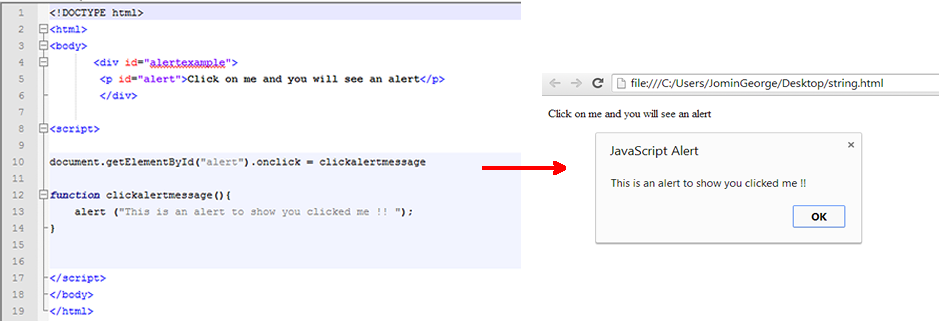 1 <!DOCTYPE html>
2 <html>
3 <body>
4 <div id="alertexample">
5 <p id="alert">Click on me and you will see an alert</p>
6 </div>
7
8 <script>
9
10 document.getElementById("alert").onclick = clickalertmessage
11
12 function clickalertmessage(){
13 alert ("This is an alert to show you clicked me !! ");
14 }
15
16
17 </script>
18 </body>
19 </html>
file:///C:/Users/JominGeorge/Desktop/string.html
Click on me and you will see an alert
JavaScript Alert
This is an alert to show you clicked me !!
OK